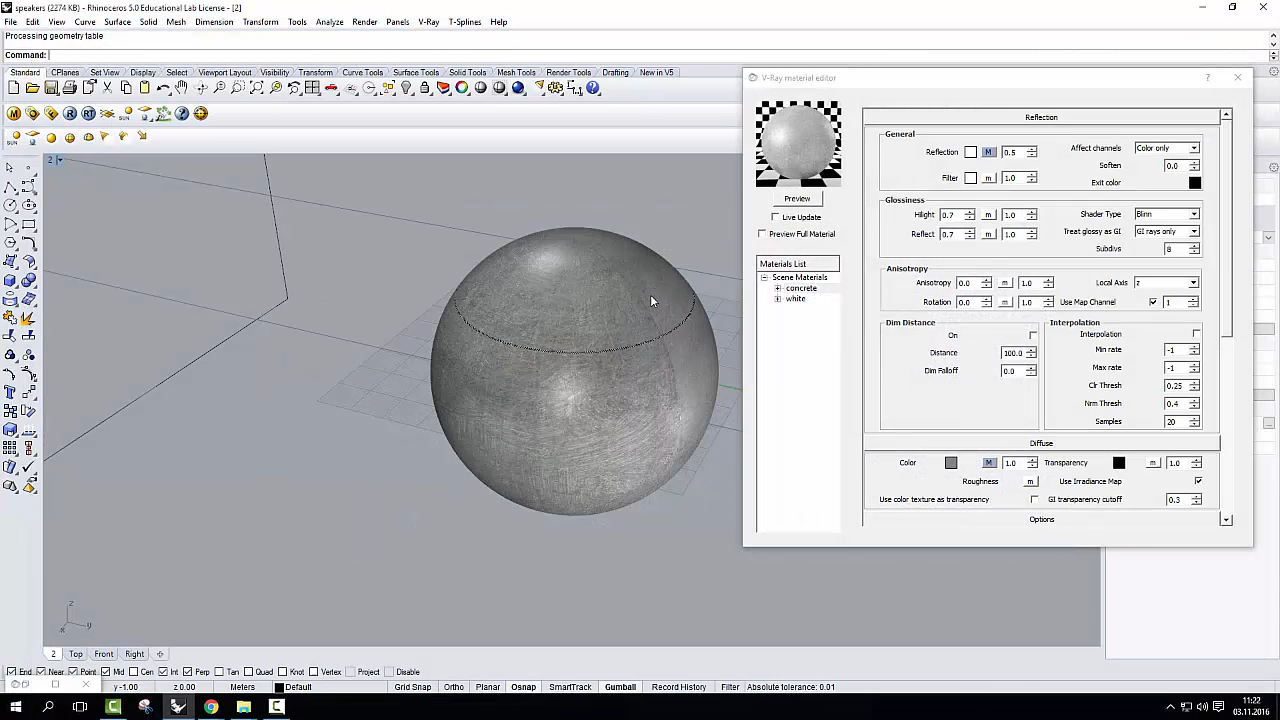 speakers (2274 KB) - Rhinoceros 5.0 Educational Lab License - [2]
File Edit View Curve Surface Solid Mesh Dimension Transform Tools Analyze Render Panels V-Ray T-Splines Help
Processing geometry table
Command:
Standard CPlanes Set View Display Select Viewport Layout Visibility Transform Curve Tools Surface Tools Solid Tools Mesh Tools Render Tools Drafting New in V5
V-Ray material editor
Reflection
General
Reflection M 0.5 Affect channels Color only
Soften 0.0
Filter m 1.0 Exit color
Preview
Glossiness
Live Update
Hilight 0.7 m 1.0 Shader Type Blinn
Preview Full Material
Reflect 0.7 m 1.0 Treat glossy as GI GI rays only
Subdivs 8
Materials List
Scene Materials
concrete
white
Anisotropy
Anisotropy 0.0 m 1.0 Local Axis z
Rotation 0.0 m 1.0 Use Map Channel 1
Dim Distance Interpolation
On Interpolation
Distance 100.0 Min rate -1
Dim Falloff 0.0 Max rate -1
Clr Thresh 0.25
Nrm Thresh 0.4
Samples 20
Diffuse
Color M 1.0 Transparency m 1.0
Roughness m Use Irradiance Map
Use color texture as transparency GI transparency cutoff 0.3
Options
2
z
x y
2 Top Front Right
End Near Point Mid Cen Int Perp Tan Quad Knot Vertex Project Disable
y -1.00 z 0.00 Meters Default Grid Snap Ortho Planar Osnap SmartTrack Gumball Record History Filter Absolute tolerance: 0.01
11:22
03.11.2016